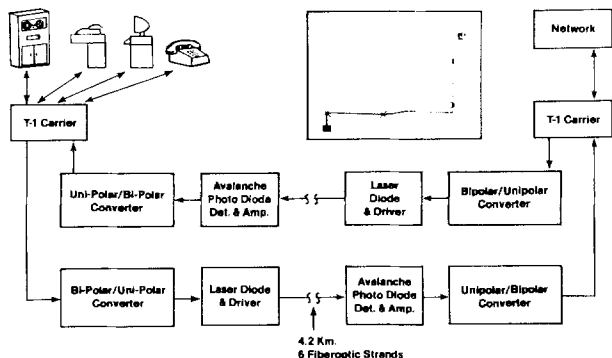 Network
T-1 Carrier
T-1 Carrier
Uni-Polar/Bi-Polar
Converter
Avalanche
Photo Diode
Det. & Amp.
Laser
Diode
& Driver
Bipolar/Unipolar
Converter
Bi-Polar/Uni-Polar
Converter
Laser Diode
& Driver
Avalanche
Photo Diode
Det. & Amp.
Unipolar/Bipolar
Converter
4.2 Km.
6 Fiberoptic Strands